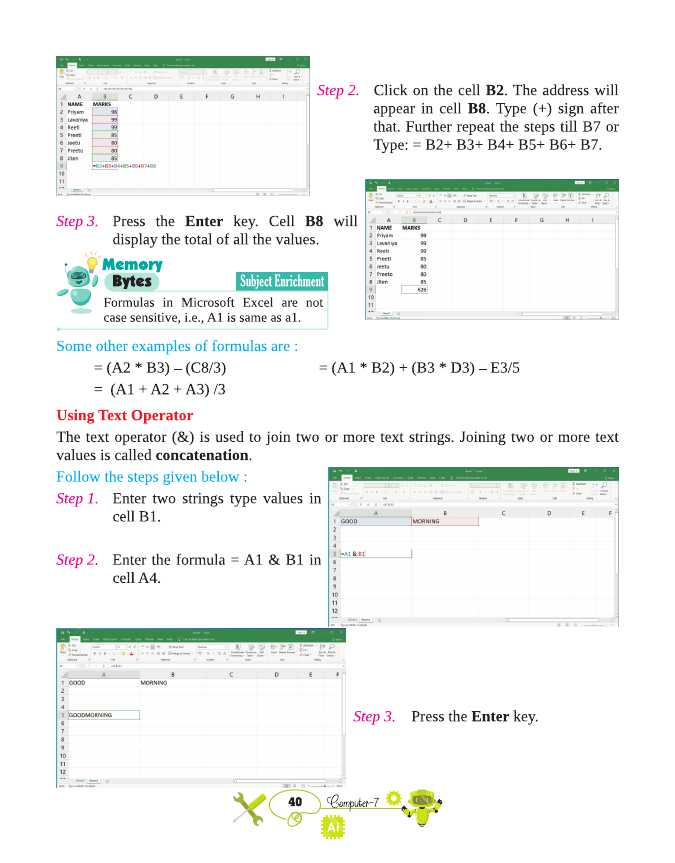 A B C D E F G H I
1 NAME MARKS
2 Priyam 98
3 Lavanya 99
4 Reeti 99
5 Preeti 85
6 Jeetu 80
7 Preeto 80
8 Jiten 85
9 =B2+B3+B4+B5+B6+B7+B8
10
11
Step 2. Click on the cell B2. The address will
appear in cell B8. Type (+) sign after
that. Further repeat the steps till B7 or
Type: = B2+ B3+ B4+ B5+ B6+ B7.
Step 3. Press the Enter key. Cell B8 will
display the total of all the values.
A B C D E F G H I
1 NAME MARKS
2 Priyam 98
3 Lavanya 99
4 Reeti 99
5 Preeti 85
6 Jeetu 80
7 Preeto 80
8 Jiten 85
9 626
10
11
Memory
Bytes
Subject Enrichment
Formulas in Microsoft Excel are not
case sensitive, i.e., A1 is same as a1.
Some other examples of formulas are :
= (A2 * B3) – (C8/3) = (A1 * B2) + (B3 * D3) – E3/5
= (A1 + A2 + A3) /3
Using Text Operator
The text operator (&) is used to join two or more text strings. Joining two or more text
values is called concatenation.
Follow the steps given below :
Step 1. Enter two strings type values in
cell B1.
Step 2. Enter the formula = A1 & B1 in
cell A4.
A B C D E F
1 GOOD MORNING
2
3
4
5 =A1 & B1
6
7
8
9
10
11
12
A B C D E F
1 GOOD MORNING
2
3
4
5 GOODMORNING
6
7
8
9
10
11
12
Step 3. Press the Enter key.
40 Computer-7
AI